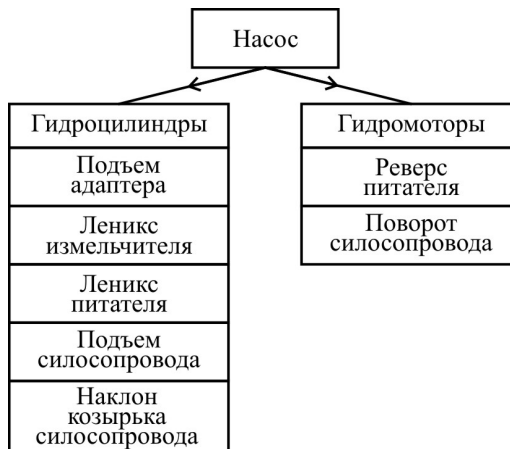 Насос
Гидроцилиндры
Подъем
адаптера
Леникс
измельчителя
Леникс
питателя
Подъем
силосопровода
Наклон
козырька
силосопровода
Гидромоторы
Реверс
питателя
Поворот
силосопровода